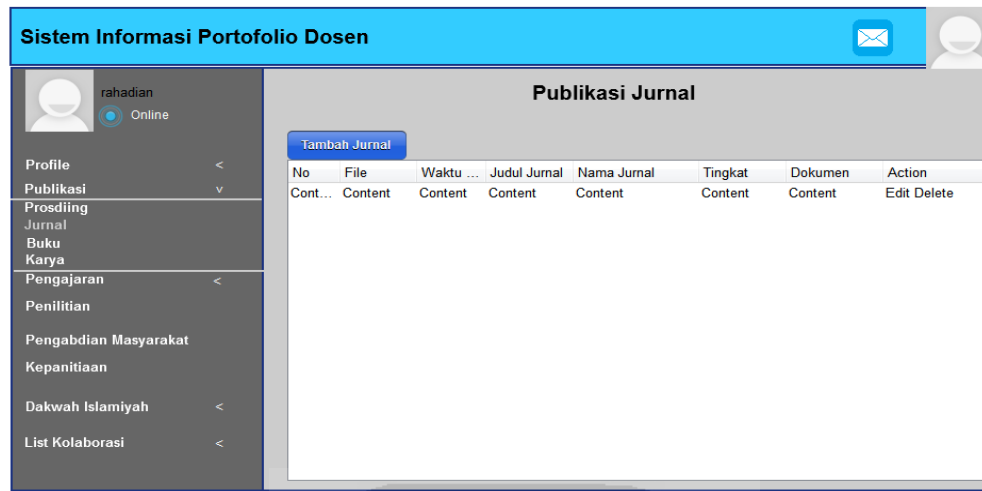 Sistem Informasi Portofolio Dosen
rahadian
Online
Profile <
Publikasi v
Prosdiing
Jurnal
Buku
Karya
Pengajaran <
Penilitian
Pengabdian Masyarakat
Kepanitiaan
Dakwah Islamiyah <
List Kolaborasi <
Publikasi Jurnal
Tambah Jurnal
No File Waktu ... Judul Jurnal Nama Jurnal Tingkat Dokumen Action
Cont... Content Content Content Content Content Content Edit Delete